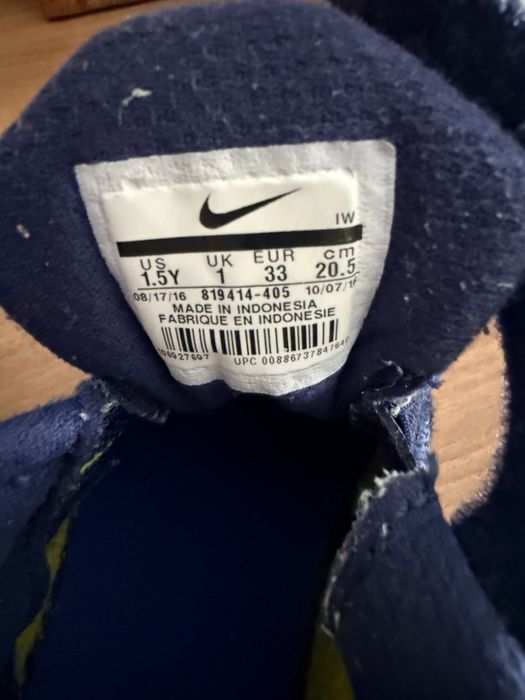 IW
US UK EUR cm
1.5Y 1 33 20.5
08/17/16 819414-405
MADE IN INDONESIA
FABRIQUE EN INDONESIE
UPC